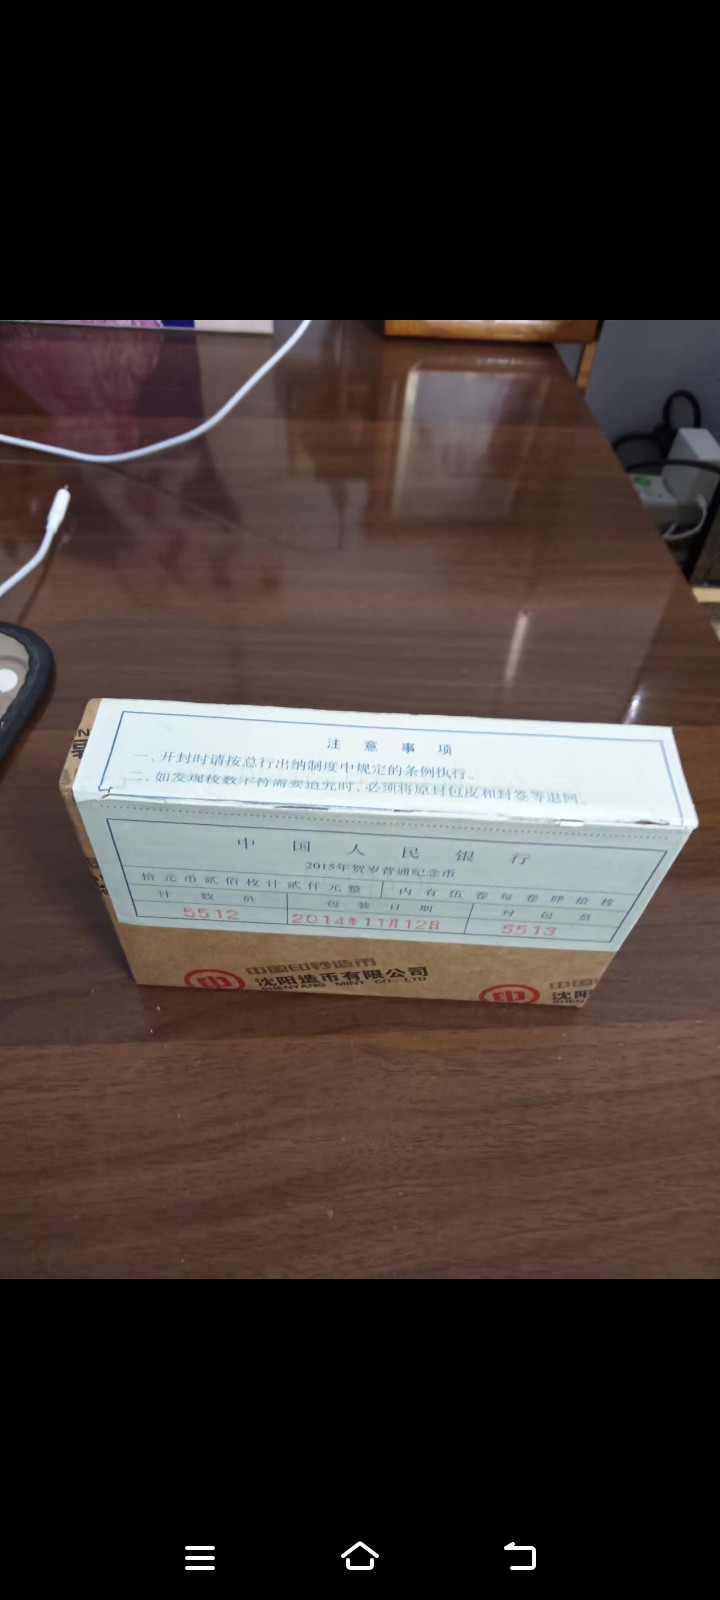 注意事项
一、开封时请按总行出纳制度中规定的条例执行。
二、如发现枚数不符需要追究时，必须将原封包皮和封签等退回。
中国人民银行
2015年贺岁普通纪念币
拾元币贰佰枚计贰仟元整 内有伍卷每卷肆拾枚
计数员 包装日期 封包员
5512 2014年11月12日 5513
中国印钞造币
沈阳造币有限公司
SHENYANG MINT CO., LTD
印
印
沈阳